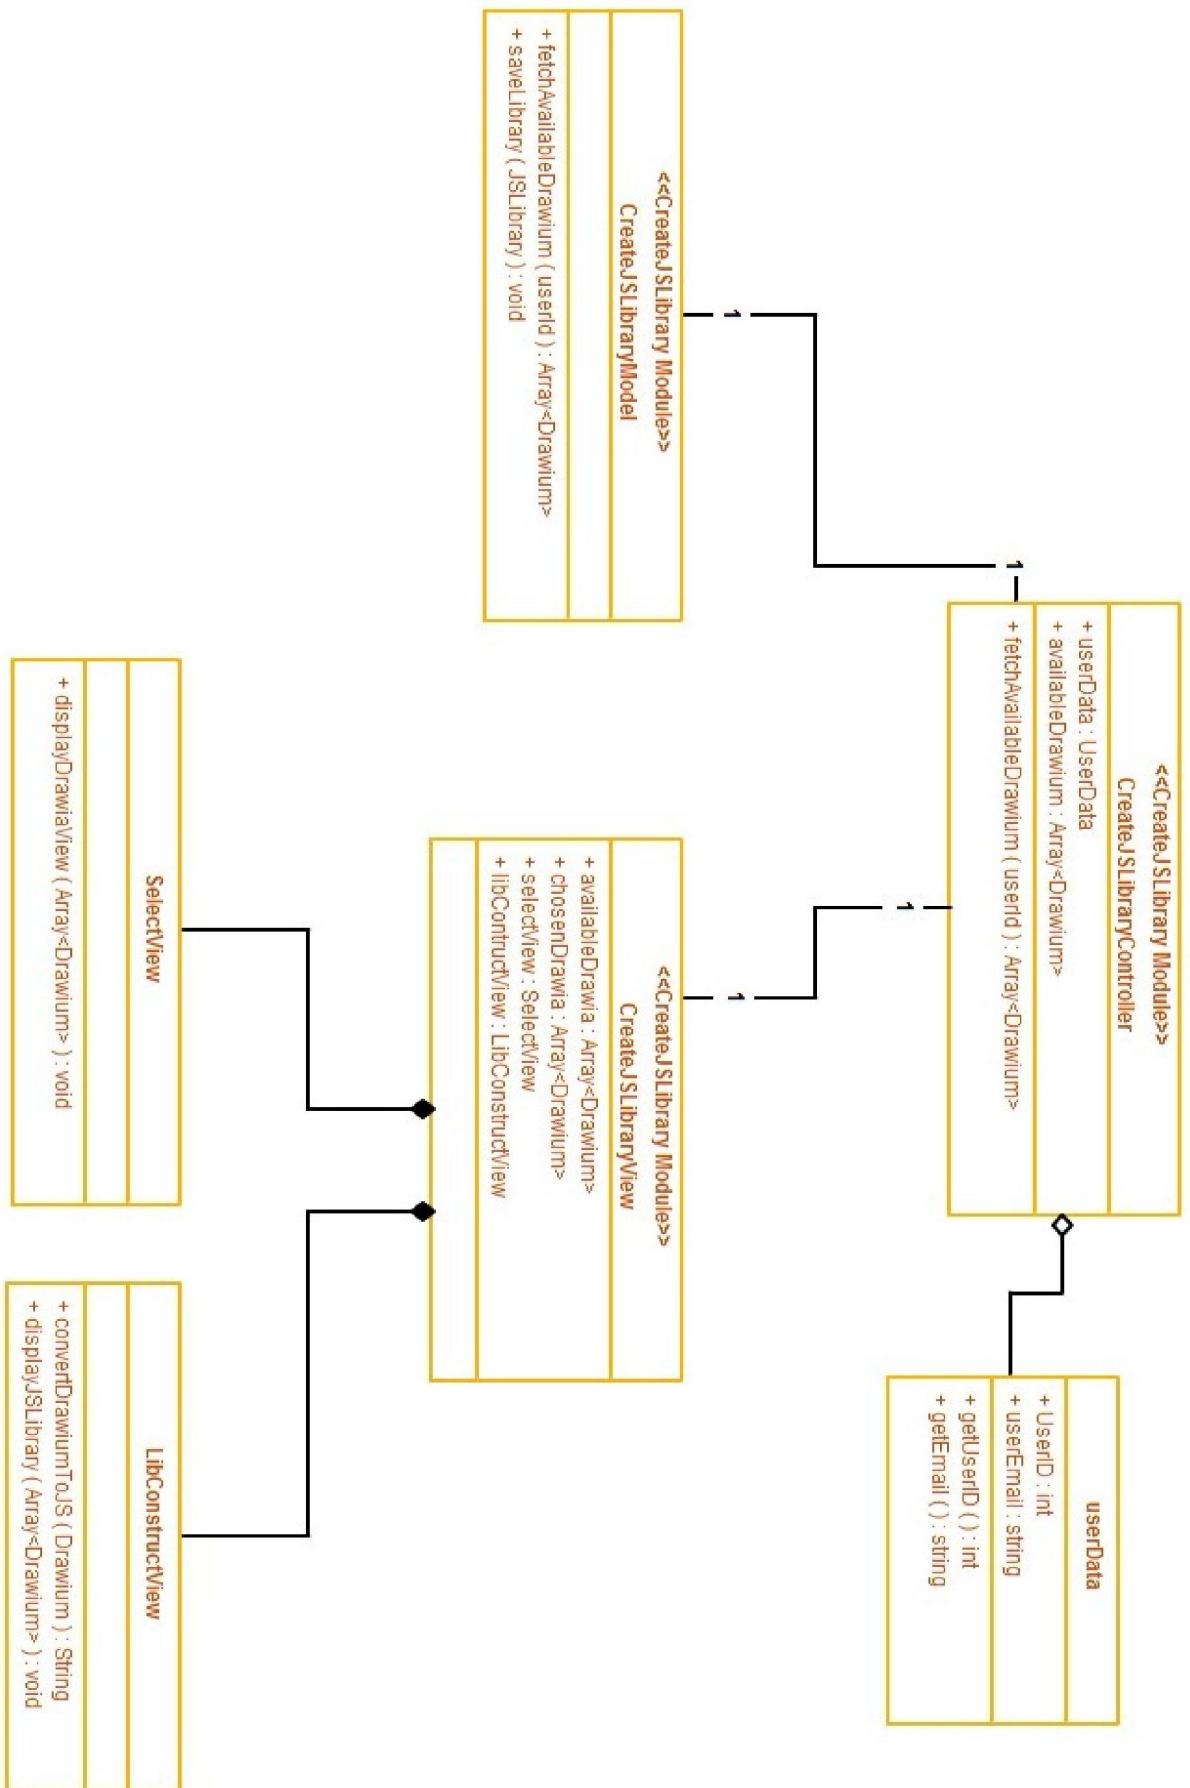 <<CreateJSLibrary Module>>
CreateJSLibraryController
+ userData : UserData
+ availableDrawium : Array<Drawium>
+ fetchAvailableDrawium ( userId ) : Array<Drawium>
userData
+ UserID : int
+ userEmail : string
+ getUserID ( ) : int
+ getEmail ( ) : string
1
1
1
1
<<CreateJSLibrary Module>>
CreateJSLibraryModel
+ fetchAvailableDrawium ( userId ) : Array<Drawium>
+ saveLibrary ( JSLibrary ) : void
<<CreateJSLibrary Module>>
CreateJSLibraryView
+ availableDrawia : Array<Drawium>
+ chosenDrawia : Array<Drawium>
+ selectView : SelectView
+ libContructView : LibConstructView
SelectView
+ displayDrawiaView ( Array<Drawium> ) : void
LibConstructView
+ convertDrawiumToJS ( Drawium ) : String
+ displayJSLibrary ( Array<Drawium> ) : void